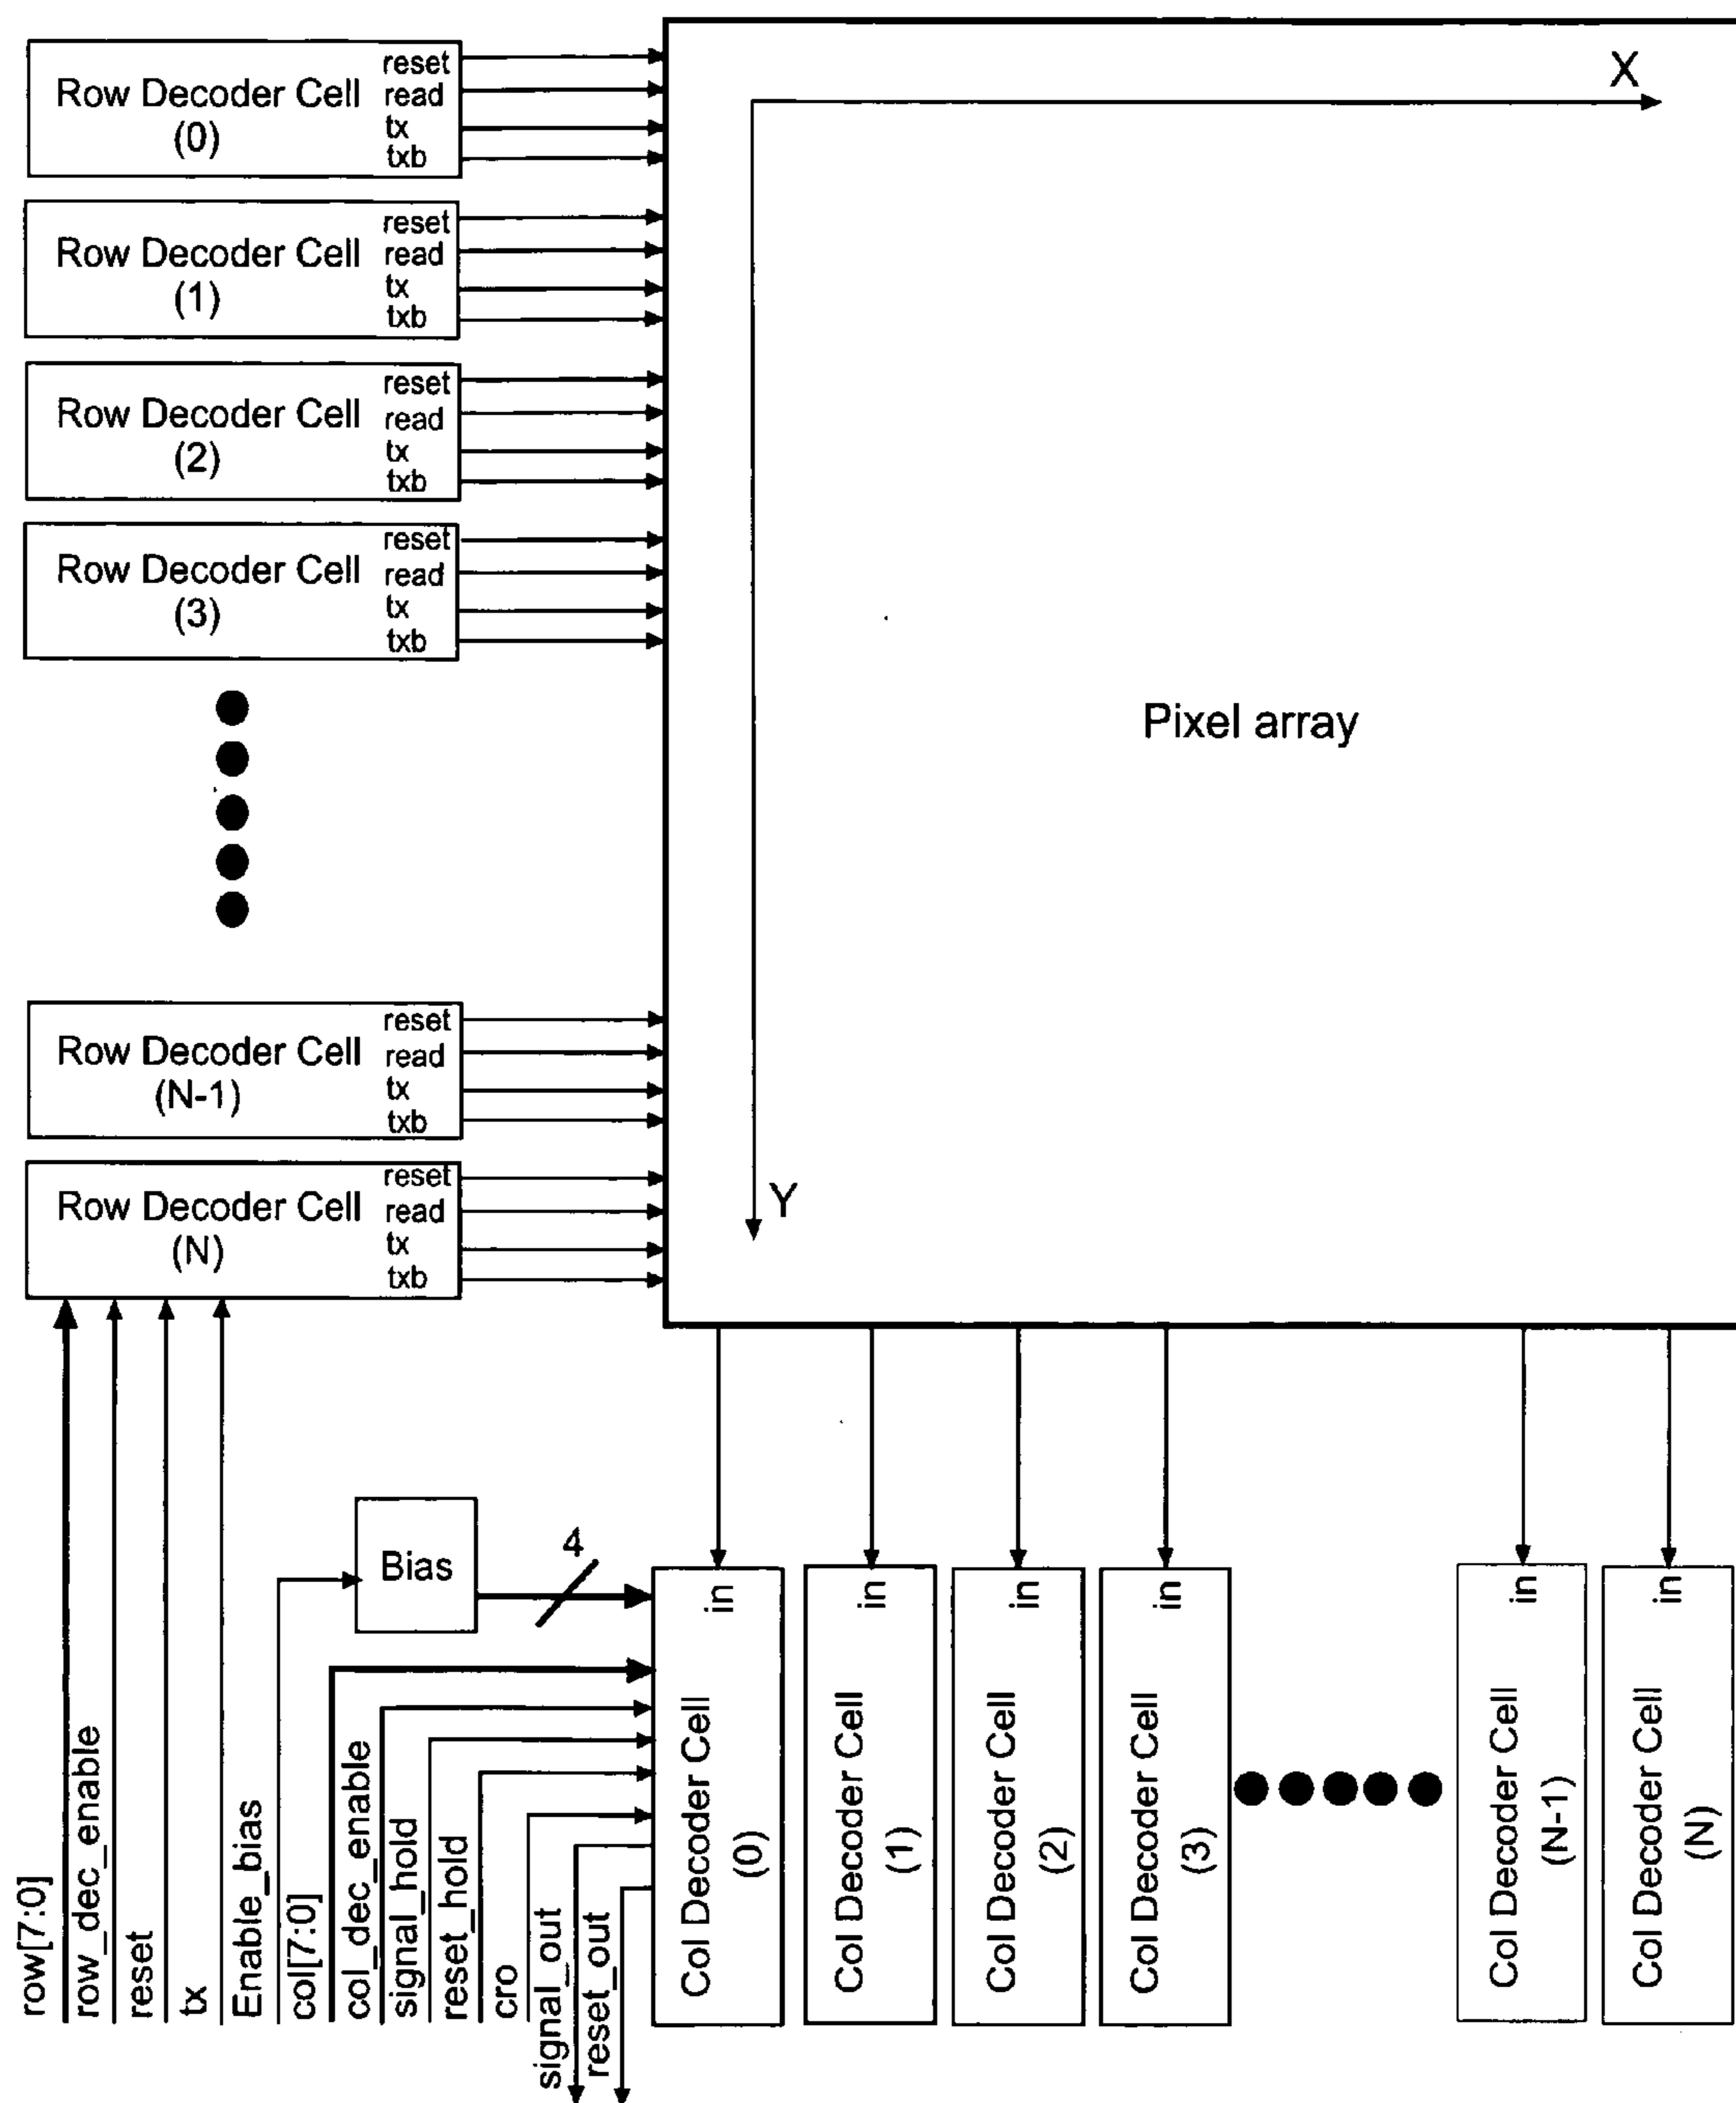 Row Decoder Cell
(0)
reset
read
tx
txb
Row Decoder Cell
(1)
reset
read
tx
txb
Row Decoder Cell
(2)
reset
read
tx
txb
Row Decoder Cell
(3)
reset
read
tx
txb
Row Decoder Cell
(N-1)
reset
read
tx
txb
Row Decoder Cell
(N)
reset
read
tx
txb
X
Y
Pixel array
Bias
4
row[7:0]
row_dec_enable
reset
tx
Enable_bias
col[7:0]
col_dec_enable
signal_hold
reset_hold
cro
signal_out
reset_out
in
Col Decoder Cell
(0)
in
Col Decoder Cell
(1)
in
Col Decoder Cell
(2)
in
Col Decoder Cell
(3)
in
Col Decoder Cell
(N-1)
in
Col Decoder Cell
(N)